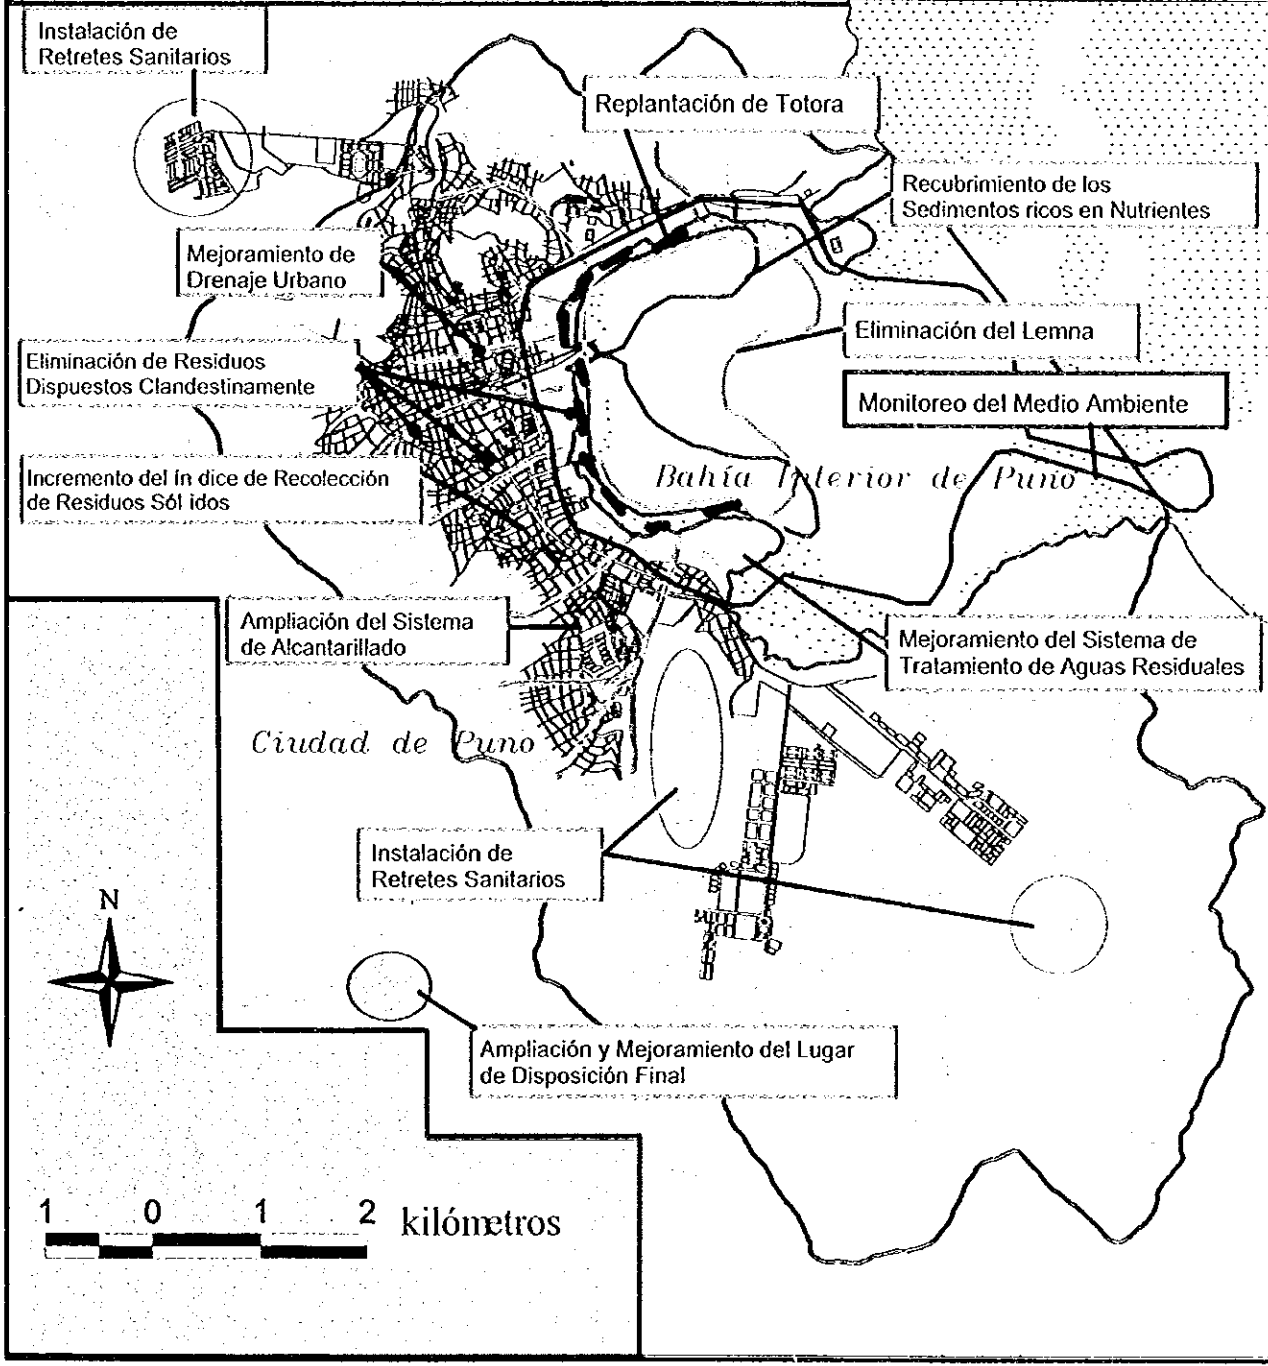 Instalación de
Retretes Sanitarios
Replantación de Totora
Recubrimiento de los
Sedimentos ricos en Nutrientes
Mejoramiento de
Drenaje Urbano
Eliminación del Lemna
Eliminación de Residuos
Dispuestos Clandestinamente
Monitoreo del Medio Ambiente
Incremento del ín dice de Recolección
de Residuos Sól idos
Bahía Interior de Puno
Ampliación del Sistema
de Alcantarillado
Mejoramiento del Sistema de
Tratamiento de Aguas Residuales
Ciudad de Puno
Instalación de
Retretes Sanitarios
N
Ampliación y Mejoramiento del Lugar
de Disposición Final
1 0 1 2 kilómetros